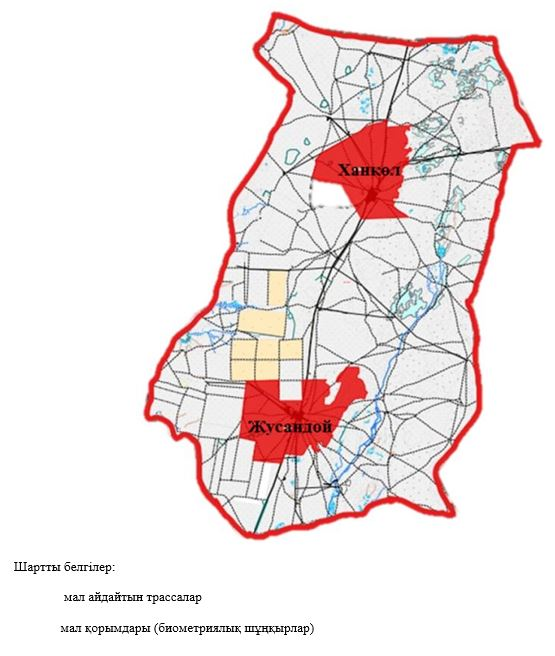 Ханкөл
Жусандой
Шартты белгілер:
мал айдайтын трассалар
мал қорымдары (биометриялық шұңқырлар)